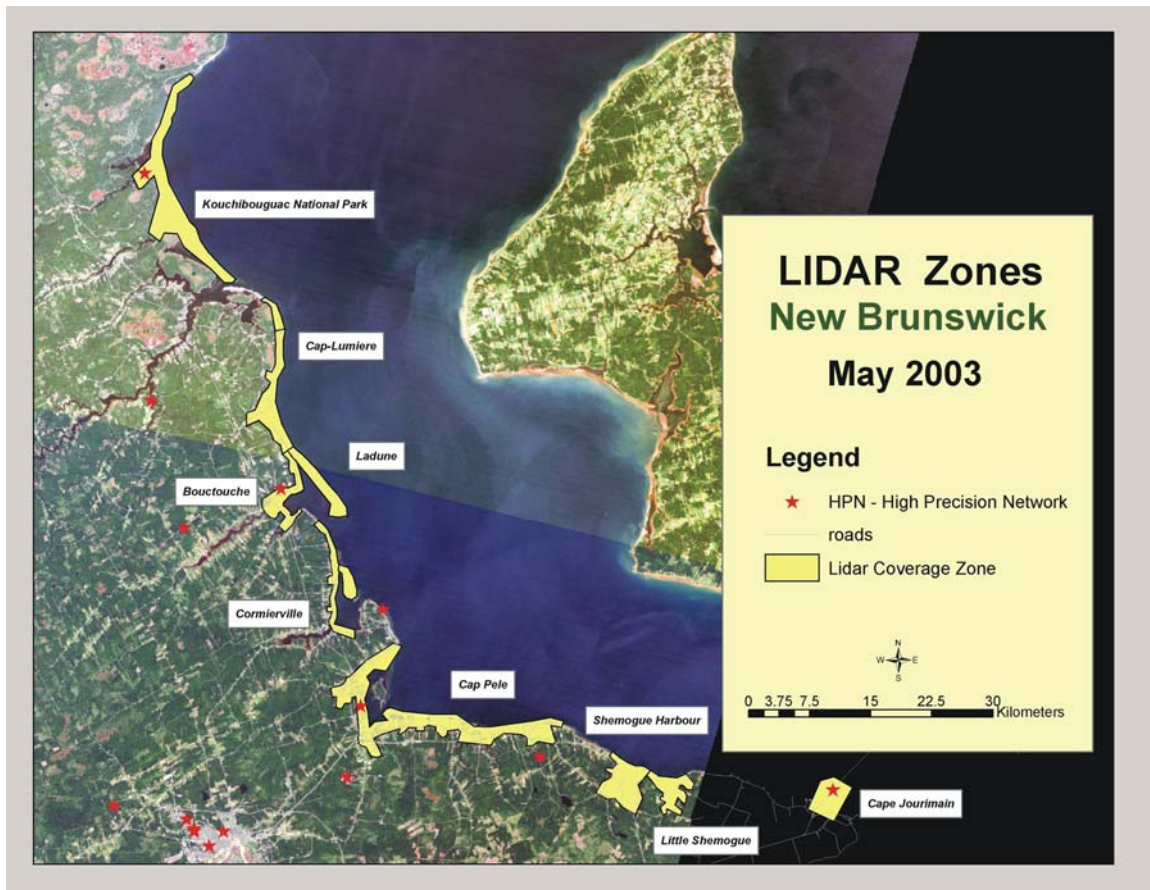 Kouchibouguac National Park
Cap-Lumiere
Ladune
Bouctouche
Cormierville
Cap Pele
Shemogue Harbour
Little Shemogue
Cape Jourimain
LIDAR Zones
New Brunswick
May 2003
Legend
HPN - High Precision Network
roads
Lidar Coverage Zone
N
W E
S
0 3.75 7.5 15 22.5 30
Kilometers